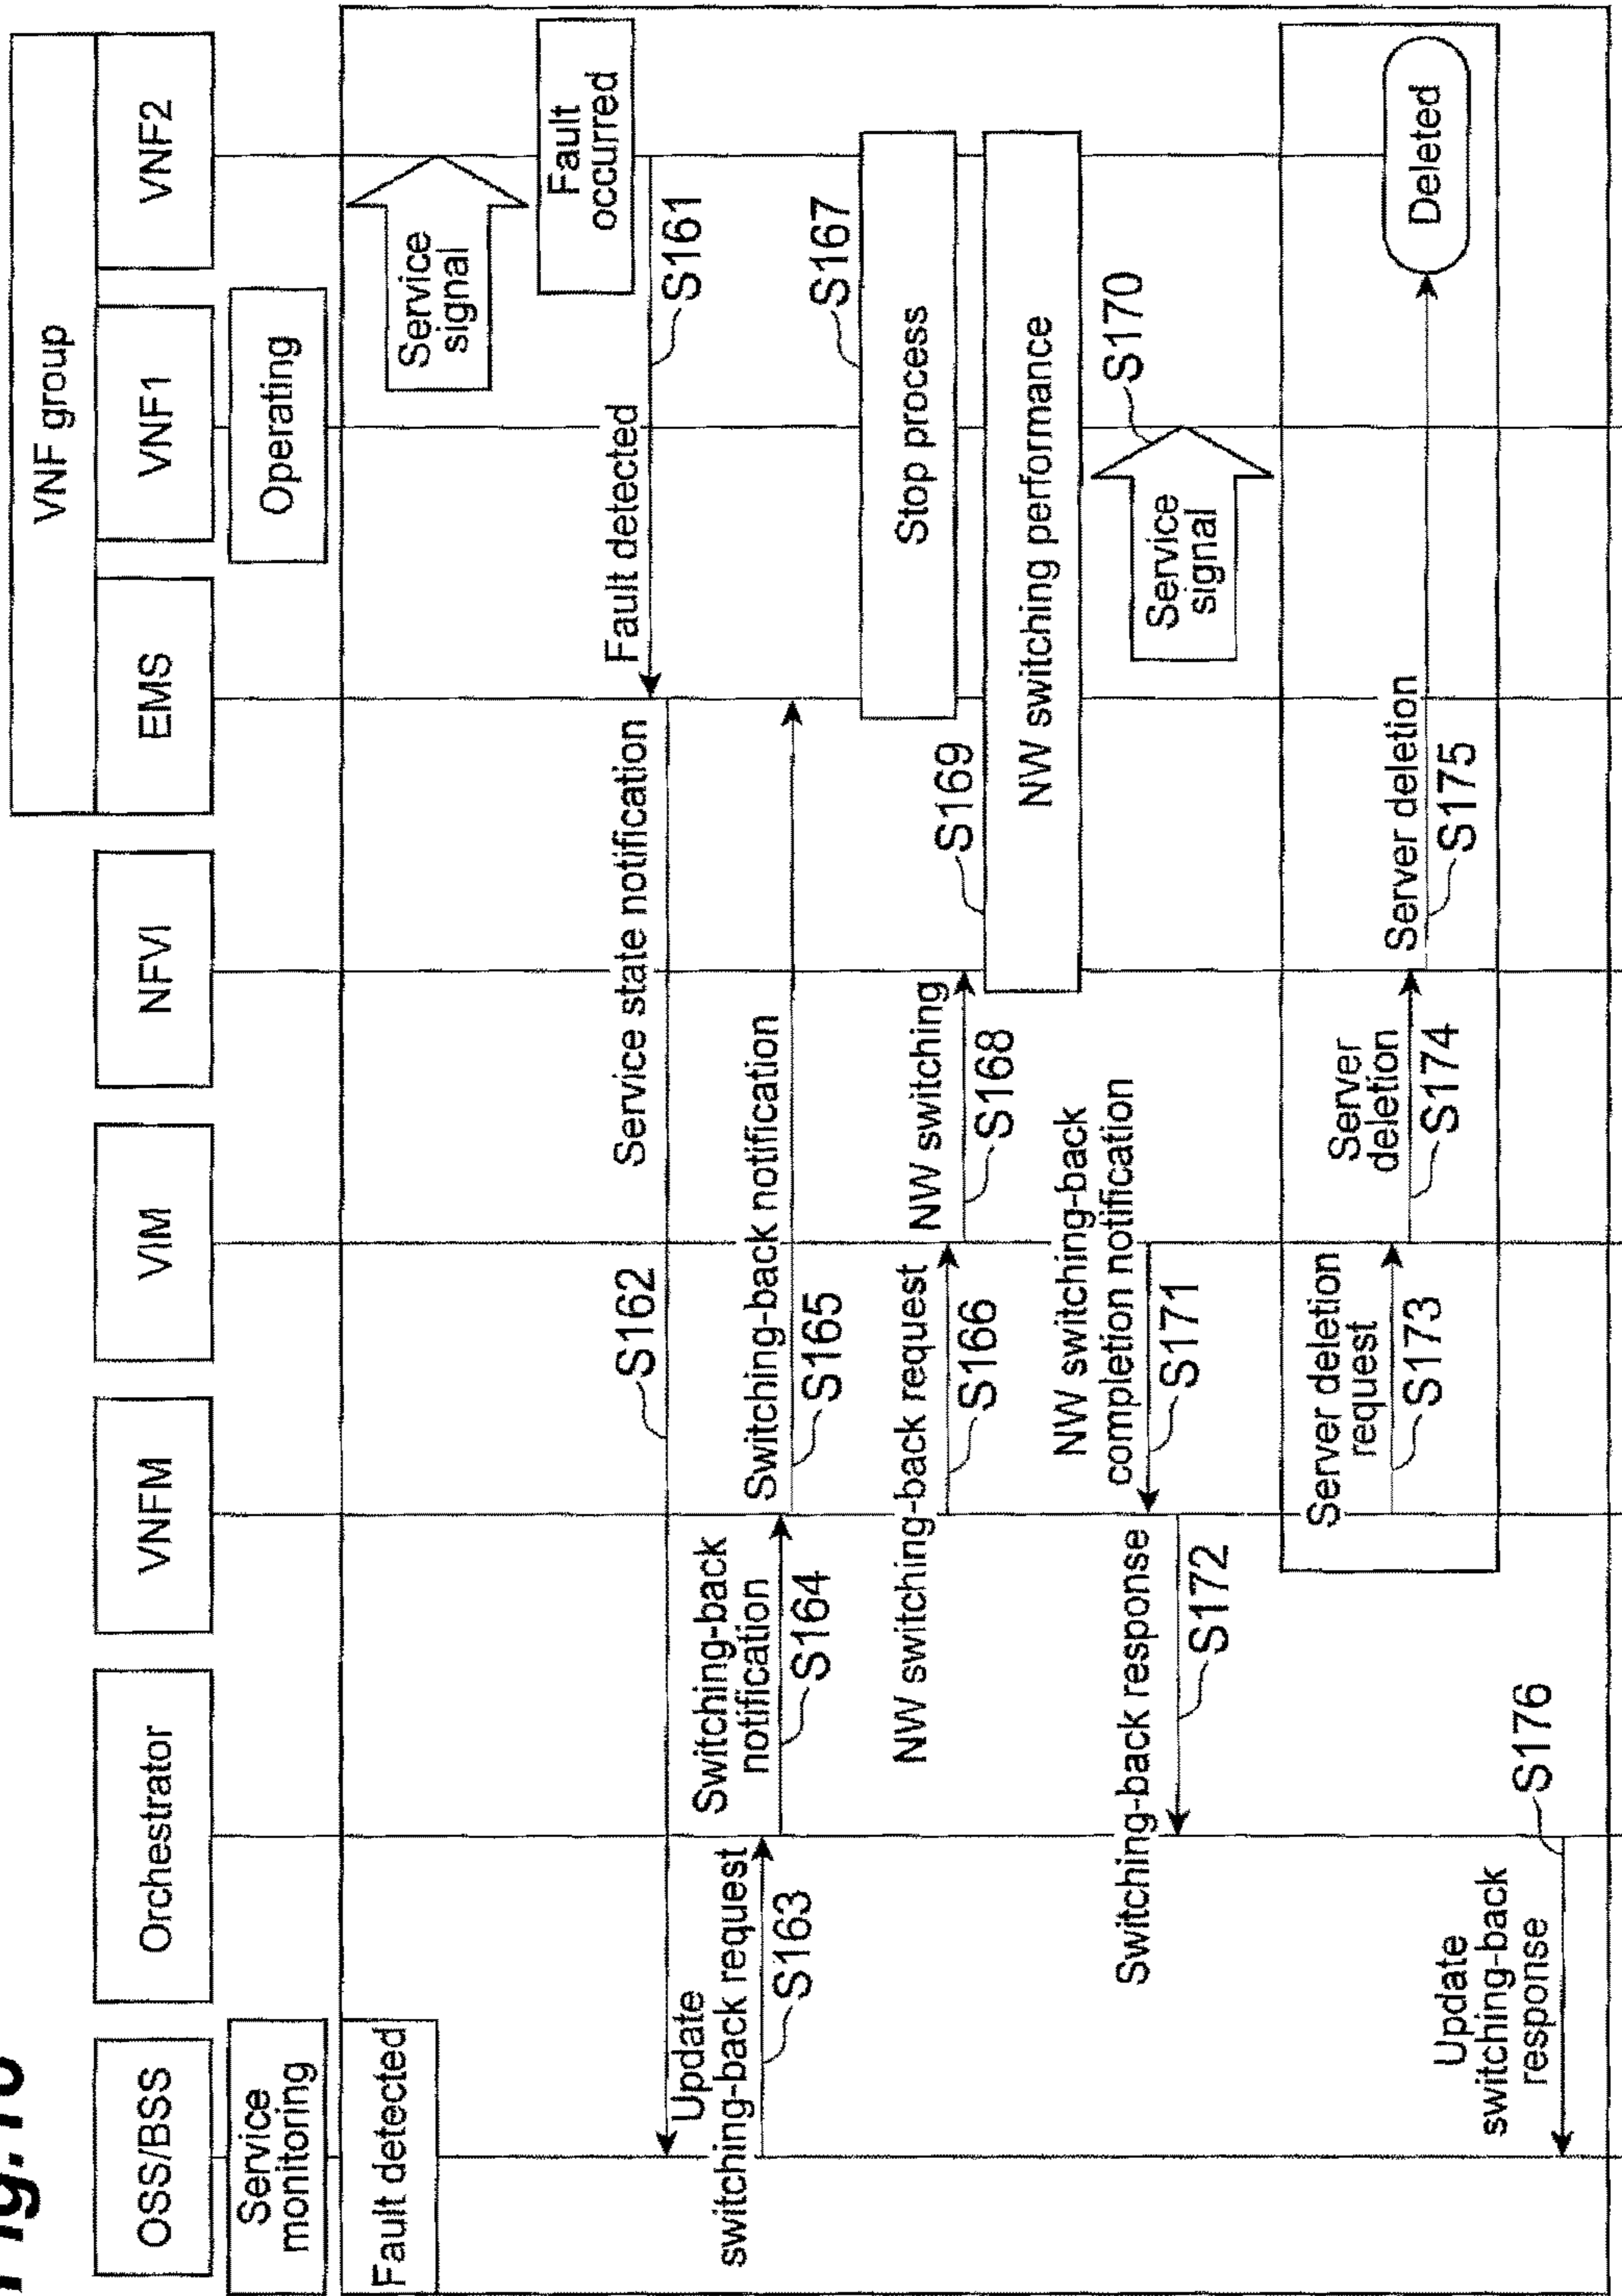 VNF group
OSS/BSS
Orchestrator
VNFM
VIM
NFVI
EMS
VNF1
VNF2
Service
monitoring
Operating
Fault detected
Service
signal
Fault
occurred
Fault detected
S161
Service state notification
S162
Update
switching-back request
S163
Switching-back
notification
S164
Switching-back notification
S165
Stop process
S167
NW switching-back request
S166
NW switching
S168
S169
NW switching performance
Service
signal
S170
NW switching-back
completion notification
S171
Switching-back response
S172
Server deletion
request
S173
Server
deletion
S174
Server deletion
S175
Deleted
Update
switching-back
response
S176